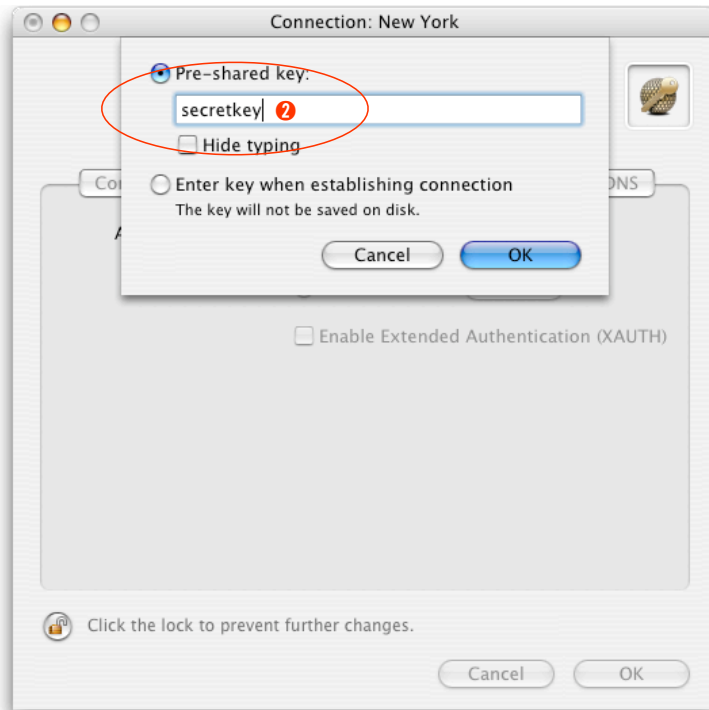 Connection: New York
Pre-shared key:
secretkey 2
Hide typing
Enter key when establishing connection
The key will not be saved on disk.
Cancel OK
Enable Extended Authentication (XAUTH)
Click the lock to prevent further changes.
Cancel OK